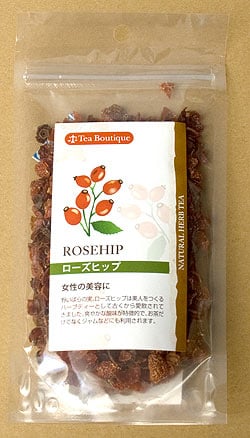 Tea Boutique
ROSEHIP
ローズヒップ
NATURAL HERB TEA
女性の美容に
野いばらの実、ローズヒップは美人をつくる
ハーブティーとして古くから愛飲されて
きました。爽やかな酸味が特徴的で、お茶だ
けでなくジャムなどにも利用されます。